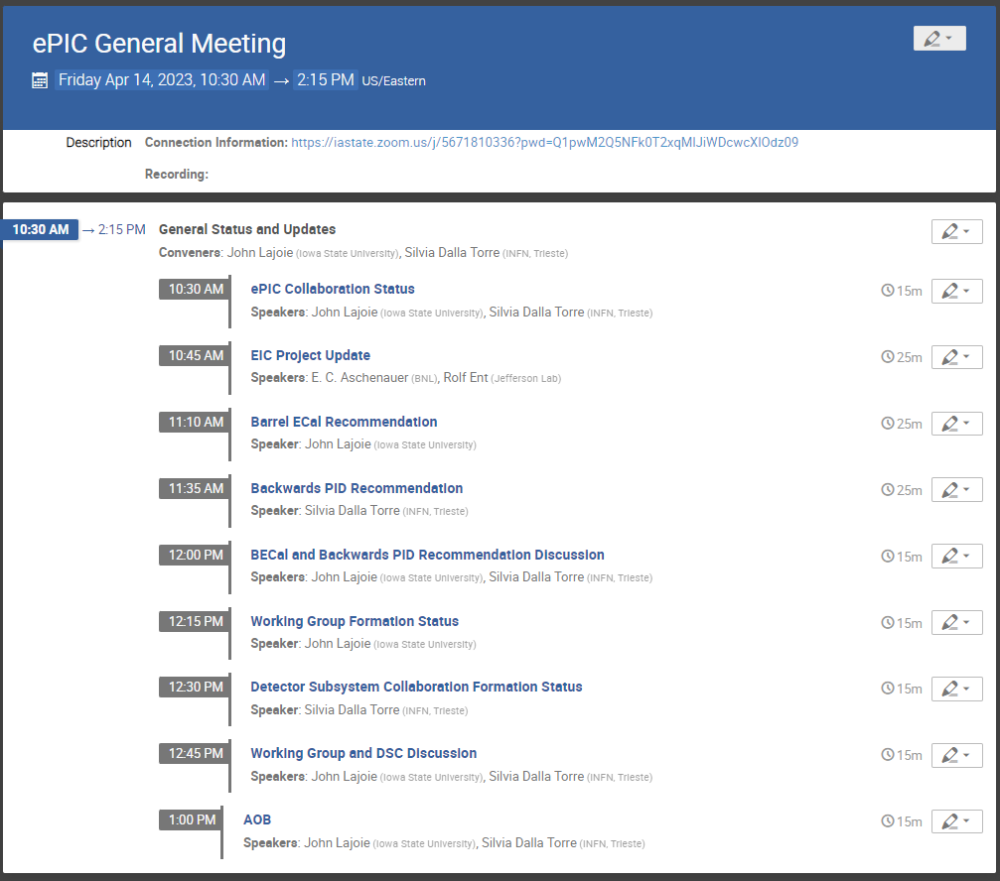 ePIC General Meeting
Friday Apr 14, 2023, 10:30 AM → 2:15 PM US/Eastern
Description Connection Information: https://iastate.zoom.us/j/5671810336?pwd=Q1pwM2Q5NFk0T2xqMlJiWDcwcXlOdz09
Recording:
10:30 AM → 2:15 PM General Status and Updates
Conveners: John Lajoie (Iowa State University), Silvia Dalla Torre (INFN, Trieste)
10:30 AM ePIC Collaboration Status 15m
Speakers: John Lajoie (Iowa State University), Silvia Dalla Torre (INFN, Trieste)
10:45 AM EIC Project Update 25m
Speakers: E. C. Aschenauer (BNL), Rolf Ent (Jefferson Lab)
11:10 AM Barrel ECal Recommendation 25m
Speaker: John Lajoie (Iowa State University)
11:35 AM Backwards PID Recommendation 25m
Speaker: Silvia Dalla Torre (INFN, Trieste)
12:00 PM BECal and Backwards PID Recommendation Discussion 15m
Speakers: John Lajoie (Iowa State University), Silvia Dalla Torre (INFN, Trieste)
12:15 PM Working Group Formation Status 15m
Speaker: John Lajoie (Iowa State University)
12:30 PM Detector Subsystem Collaboration Formation Status 15m
Speaker: Silvia Dalla Torre (INFN, Trieste)
12:45 PM Working Group and DSC Discussion 15m
Speakers: John Lajoie (Iowa State University), Silvia Dalla Torre (INFN, Trieste)
1:00 PM AOB 15m
Speakers: John Lajoie (Iowa State University), Silvia Dalla Torre (INFN, Trieste)